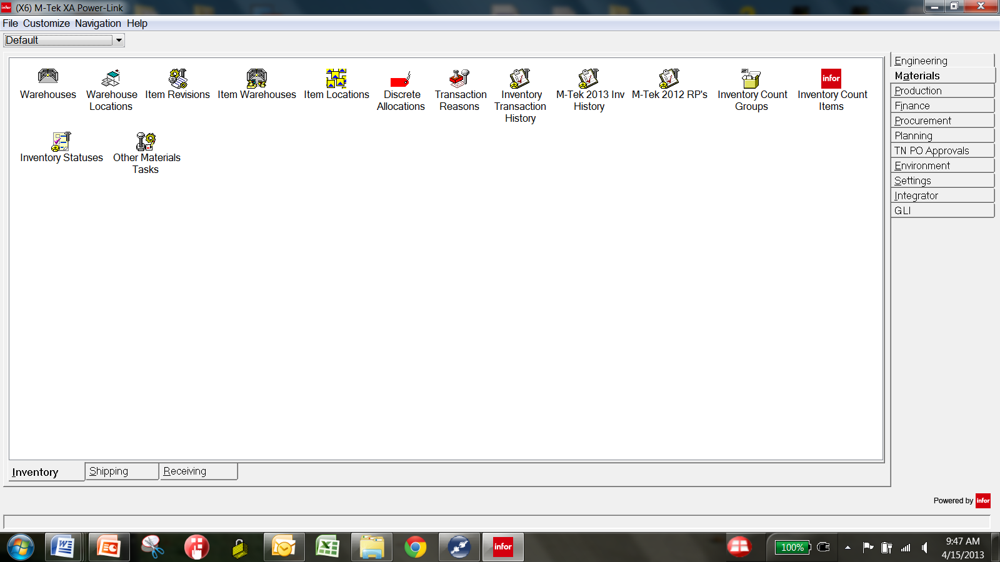 infor (X6) M-Tek XA Power-Link
File Customize Navigation Help
Default
Warehouses
Warehouse
Locations
Item Revisions
Item Warehouses
Item Locations
Discrete
Allocations
Transaction
Reasons
Inventory
Transaction
History
M-Tek 2013 Inv
History
M-Tek 2012 RP's
Inventory Count
Groups
infor
Inventory Count
Items
Inventory Statuses
Other Materials
Tasks
Engineering
Materials
Production
Finance
Procurement
Planning
TN PO Approvals
Environment
Settings
Integrator
GLI
Inventory
Shipping
Receiving
Powered by infor
infor
100%
9:47 AM
4/15/2013